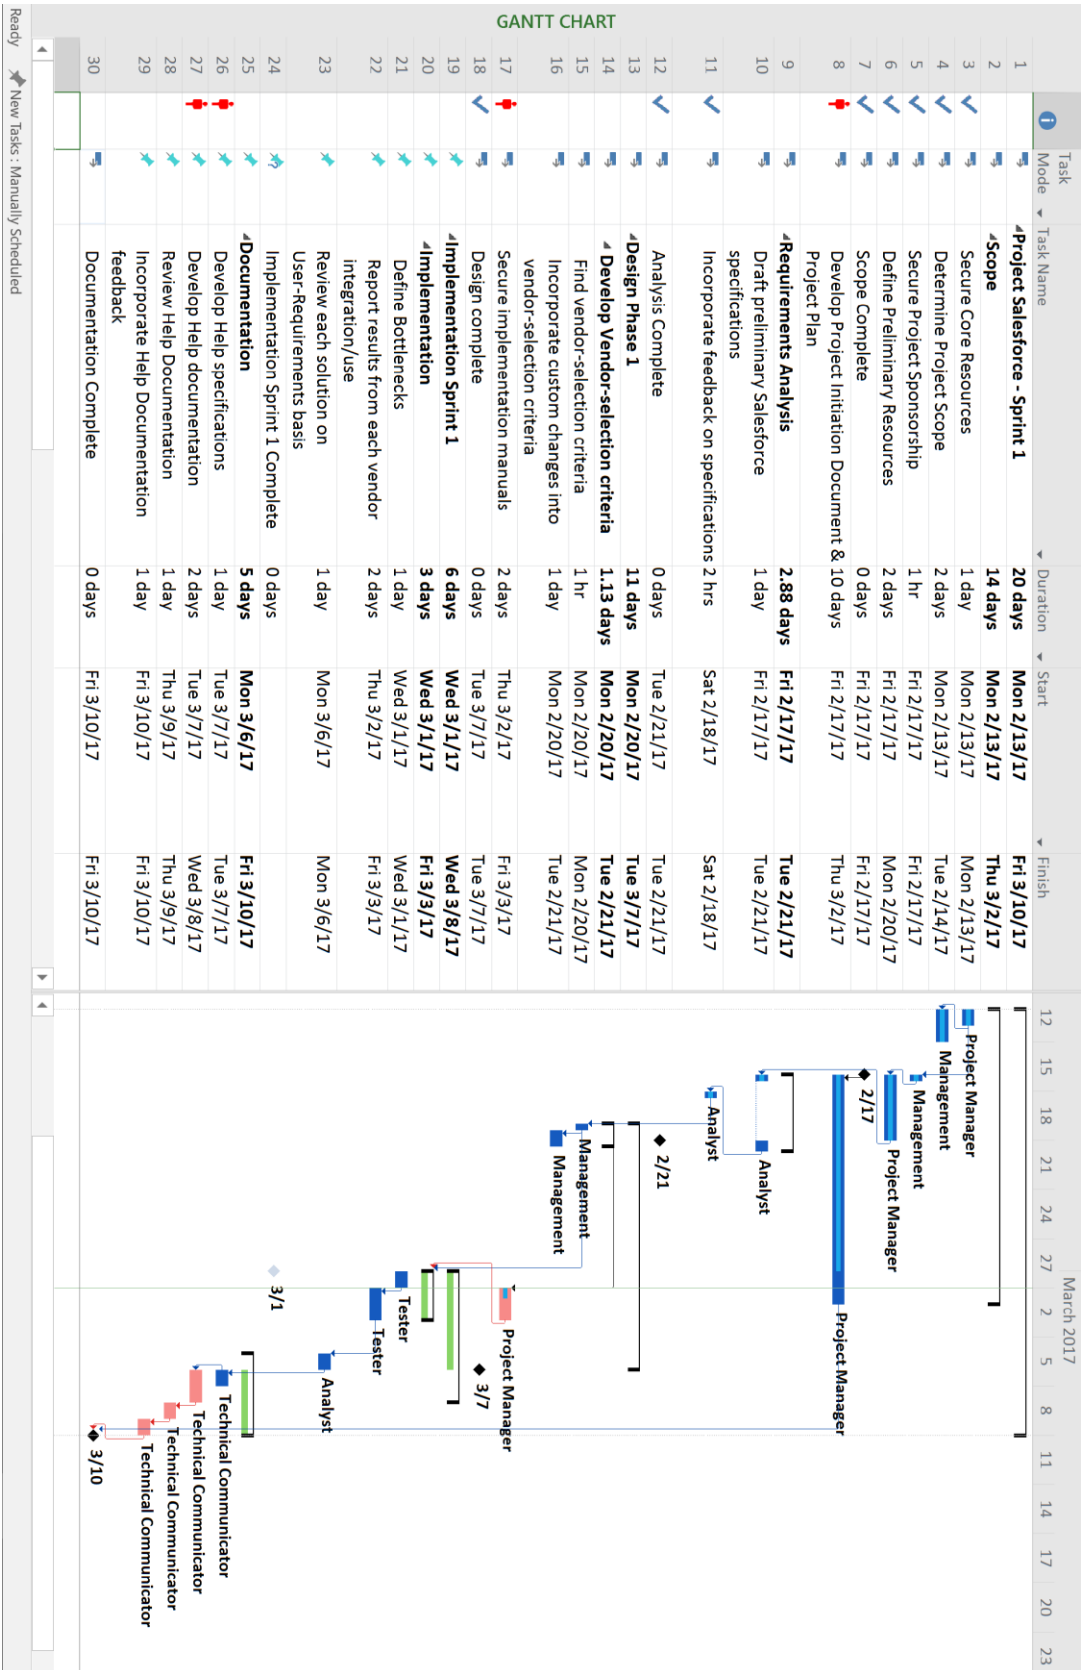 GANTT CHART
Task Mode Task Name Duration Start Finish
March 2017
12 15 18 21 24 27 2 5 8 11 14 17 20 23
1 Project Salesforce - Sprint 1 20 days Mon 2/13/17 Fri 3/10/17
2 Scope 14 days Mon 2/13/17 Thu 3/2/17
3 Secure Core Resources 1 day Mon 2/13/17 Mon 2/13/17 Project Manager
4 Determine Project Scope 2 days Mon 2/13/17 Tue 2/14/17 Management
5 Secure Project Sponsorship 1 hr Fri 2/17/17 Fri 2/17/17 Management
6 Define Preliminary Resources 2 days Fri 2/17/17 Mon 2/20/17 Project Manager
7 Scope Complete 0 days Fri 2/17/17 Fri 2/17/17 2/17
8 Develop Project Initiation Document & 10 days Fri 2/17/17 Thu 3/2/17 Project Manager
Project Plan
9 Requirements Analysis 2.88 days Fri 2/17/17 Tue 2/21/17
10 Draft preliminary Salesforce 1 day Fri 2/17/17 Tue 2/21/17 Analyst
specifications
11 Incorporate feedback on specifications 2 hrs Sat 2/18/17 Sat 2/18/17 Analyst
12 Analysis Complete 0 days Tue 2/21/17 Tue 2/21/17 2/21
13 Design Phase 1 11 days Mon 2/20/17 Tue 3/7/17
14 Develop Vendor-selection criteria 1.13 days Mon 2/20/17 Tue 2/21/17
15 Find vendor-selection criteria 1 hr Mon 2/20/17 Mon 2/20/17 Management
16 Incorporate custom changes into 1 day Mon 2/20/17 Tue 2/21/17 Management
vendor-selection criteria
17 Secure implementation manuals 2 days Thu 3/2/17 Fri 3/3/17 Project Manager
18 Design complete 0 days Tue 3/7/17 Tue 3/7/17 3/7
19 Implementation Sprint 1 6 days Wed 3/1/17 Wed 3/8/17
20 Implementation 3 days Wed 3/1/17 Fri 3/3/17
21 Define Bottlenecks 1 day Wed 3/1/17 Wed 3/1/17 Tester
22 Report results from each vendor 2 days Thu 3/2/17 Fri 3/3/17 Tester
integration/use
23 Review each solution on 1 day Mon 3/6/17 Mon 3/6/17 Analyst
User-Requirements basis
24 Implementation Sprint 1 Complete 0 days 3/1
25 Documentation 5 days Mon 3/6/17 Fri 3/10/17
26 Develop Help specifications 1 day Tue 3/7/17 Tue 3/7/17 Technical Communicator
27 Develop Help documentation 2 days Tue 3/7/17 Wed 3/8/17 Technical Communicator
28 Review Help Documentation 1 day Thu 3/9/17 Thu 3/9/17 Technical Communicator
29 Incorporate Help Documentation 1 day Fri 3/10/17 Fri 3/10/17 Technical Communicator
feedback
30 Documentation Complete 0 days Fri 3/10/17 Fri 3/10/17 3/10
Ready New Tasks : Manually Scheduled